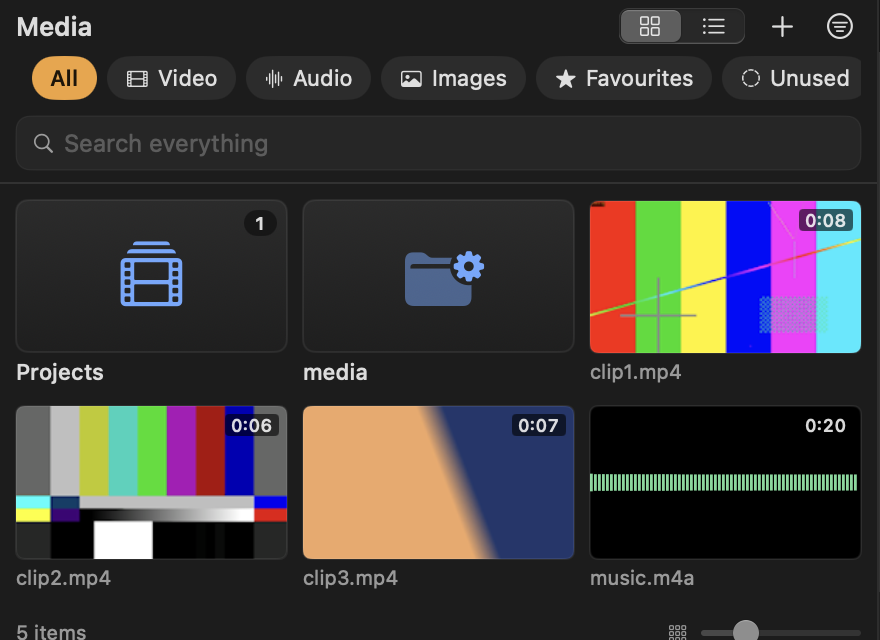 Media
All Video Audio Images Favourites Unused
Search everything
1
0:08
Projects media clip1.mp4
0:06 0:07 0:20
clip2.mp4 clip3.mp4 music.m4a
5 items